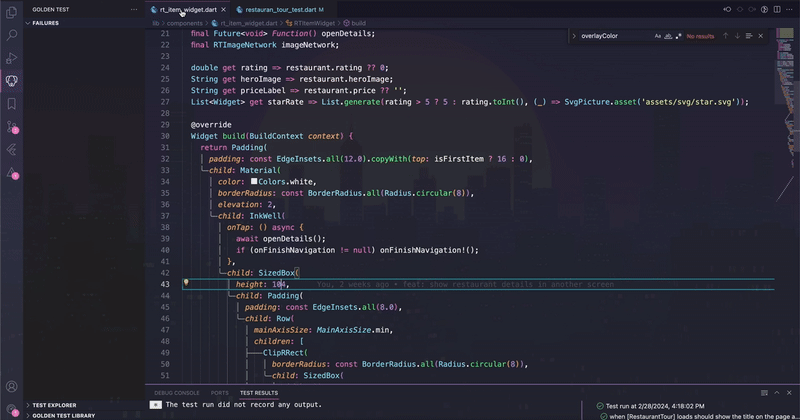 GOLDEN TEST
FAILURES
rt_item_widget.dart
restauran_tour_test.dart M
lib > components > rt_item_widget.dart > RTItemWidget > build
overlayColor
Aa ab .*
No results
21 final Future<void> Function() openDetails;
22 final RTImageNetwork imageNetwork;
23
24 double get rating => restaurant.rating ?? 0;
25 String get heroImage => restaurant.heroImage;
26 String get priceLabel => restaurant.price ?? '';
27 List<Widget> get starRate => List.generate(rating > 5 ? 5 : rating.toInt(), (_) => SvgPicture.asset('assets/svg/star.svg'));
28
29 @override
30 Widget build(BuildContext context) {
31 return Padding(
32 padding: const EdgeInsets.all(12.0).copyWith(top: isFirstItem ? 16 : 0),
33 child: Material(
34 color: Colors.white,
35 borderRadius: const BorderRadius.all(Radius.circular(8)),
36 elevation: 2,
37 child: InkWell(
38 onTap: () async {
39 await openDetails();
40 if (onFinishNavigation != null) onFinishNavigation!();
41 },
42 child: SizedBox(
43 height: 104, You, 2 weeks ago • feat: show restaurant details in another screen
44 child: Padding(
45 padding: const EdgeInsets.all(8.0),
46 child: Row(
47 mainAxisSize: MainAxisSize.min,
48 children: [
49 ClipRRect(
50 borderRadius: const BorderRadius.all(Radius.circular(8)),
51 child: SizedBox(
DEBUG CONSOLE PORTS TEST RESULTS
* The test run did not record any output.
Test run at 2/28/2024, 4:18:02 PM
when [RestaurantTour] loads should show the title on the page a
TEST EXPLORER
GOLDEN TEST LIBRARY